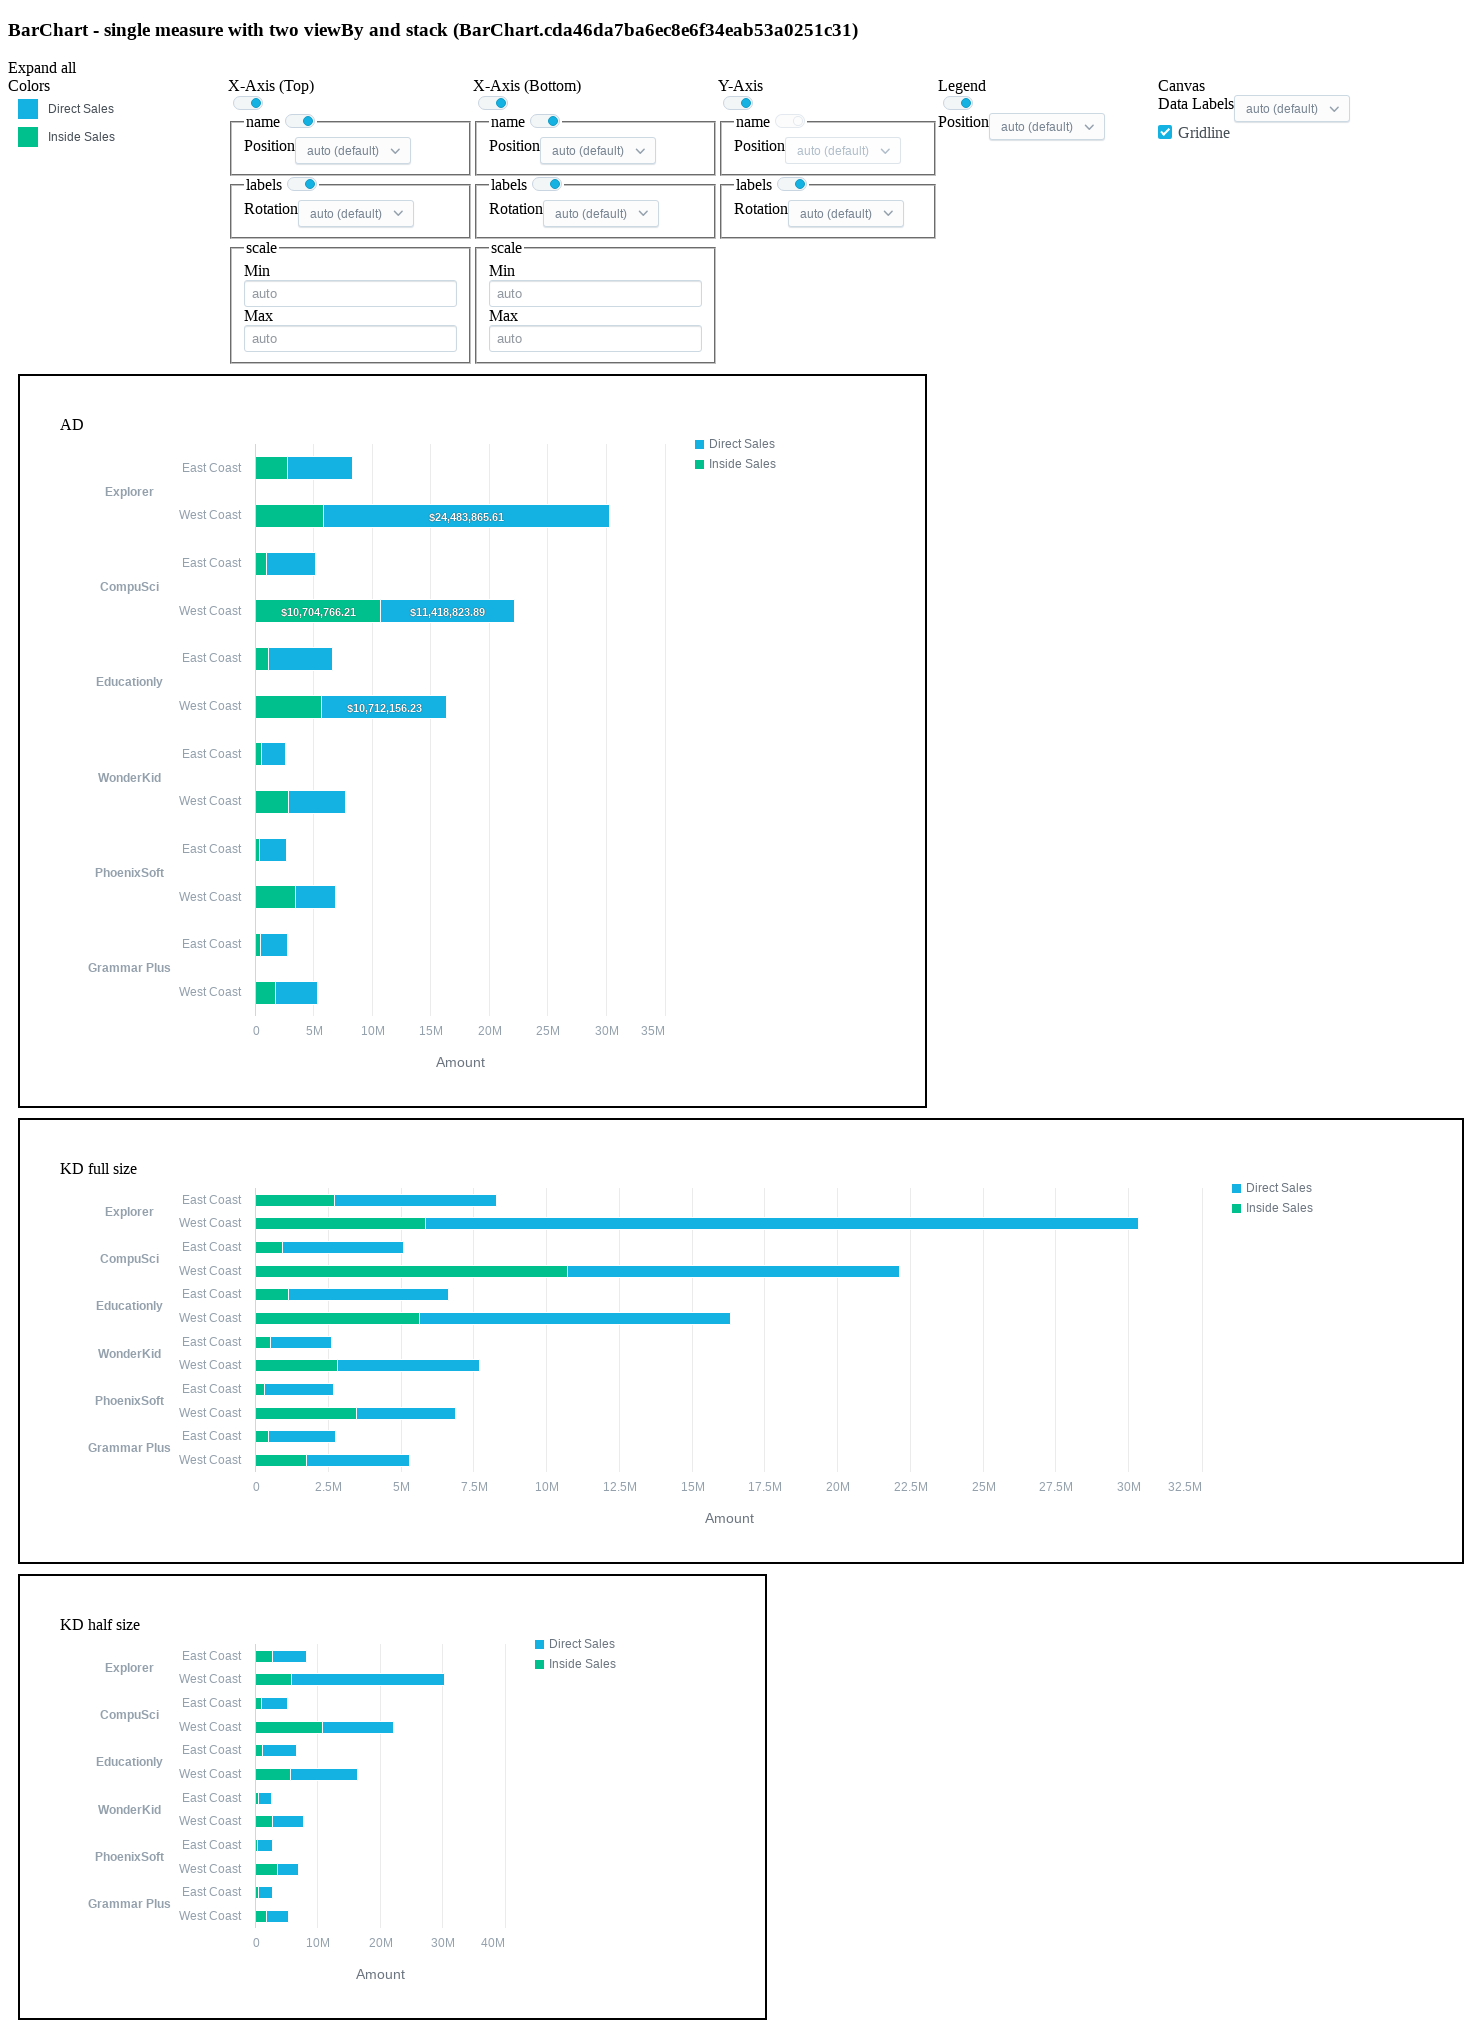 BarChart - single measure with two viewBy and stack (BarChart.cda46da7ba6ec8e6f34eab53a0251c31)
Expand all
Colors
Direct Sales
Inside Sales
X-Axis (Top)
name
Position auto (default)
labels
Rotation auto (default)
scale
Min
auto
Max
auto
X-Axis (Bottom)
name
Position auto (default)
labels
Rotation auto (default)
scale
Min
auto
Max
auto
Y-Axis
name
Position auto (default)
labels
Rotation auto (default)
Legend
Position auto (default)
Canvas
Data Labels auto (default)
Gridline
AD
Direct Sales
Inside Sales
Explorer
East Coast
West Coast $24,483,865.61
CompuSci
East Coast
West Coast $10,704,766.21 $11,418,823.89
Educationly
East Coast
West Coast $10,712,156.23
WonderKid
East Coast
West Coast
PhoenixSoft
East Coast
West Coast
Grammar Plus
East Coast
West Coast
0 5M 10M 15M 20M 25M 30M 35M
Amount
KD full size
Direct Sales
Inside Sales
Explorer
East Coast
West Coast
CompuSci
East Coast
West Coast
Educationly
East Coast
West Coast
WonderKid
East Coast
West Coast
PhoenixSoft
East Coast
West Coast
Grammar Plus
East Coast
West Coast
0 2.5M 5M 7.5M 10M 12.5M 15M 17.5M 20M 22.5M 25M 27.5M 30M 32.5M
Amount
KD half size
Direct Sales
Inside Sales
Explorer
East Coast
West Coast
CompuSci
East Coast
West Coast
Educationly
East Coast
West Coast
WonderKid
East Coast
West Coast
PhoenixSoft
East Coast
West Coast
Grammar Plus
East Coast
West Coast
0 10M 20M 30M 40M
Amount